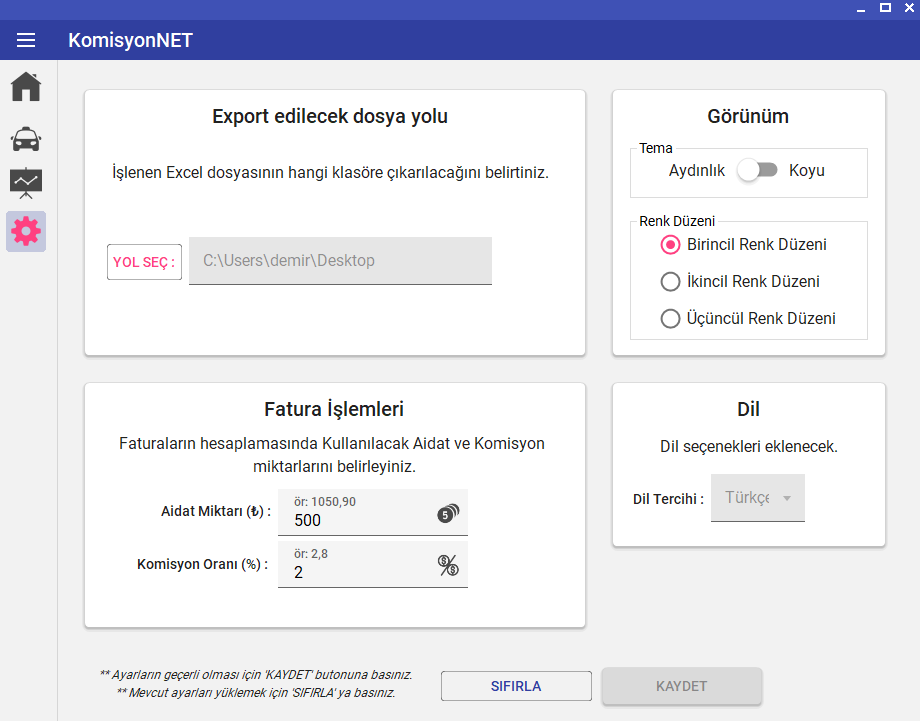 KomisyonNET
Export edilecek dosya yolu
İşlenen Excel dosyasının hangi klasöre çıkarılacağını belirtiniz.
YOL SEÇ :
C:\Users\demir\Desktop
Görünüm
Tema
Aydınlık
Koyu
Renk Düzeni
Birincil Renk Düzeni
İkincil Renk Düzeni
Üçüncül Renk Düzeni
Fatura İşlemleri
Faturaların hesaplamasında Kullanılacak Aidat ve Komisyon
miktarlarını belirleyiniz.
Aidat Miktarı (₺) :
ör: 1050,90
500
5
Komisyon Oranı (%) :
ör: 2,8
2
Dil
Dil seçenekleri eklenecek.
Dil Tercihi :
Türkçe
** Ayarların geçerli olması için 'KAYDET' butonuna basınız.
** Mevcut ayarları yüklemek için 'SIFIRLA' ya basınız.
SIFIRLA
KAYDET